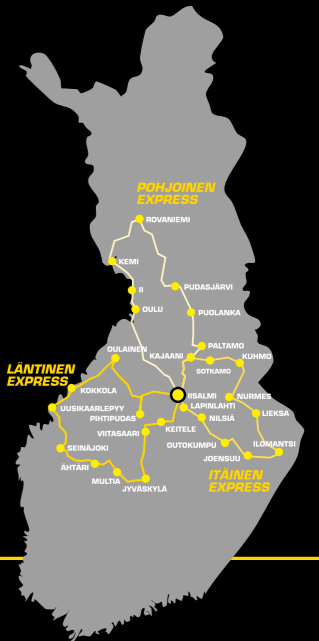 POHJOINEN
EXPRESS
ROVANIEMI
KEMI
II
PUDASJÄRVI
OULU
PUOLANKA
PALTAMO
OULAINEN
KAJAANI
KUHMO
SOTKAMO
LÄNTINEN
EXPRESS
KOKKOLA
IISALMI
NURMES
UUSIKAARLEPYY
LAPINLAHTI
PIHTIPUDAS
LIEKSA
NILSIÄ
KEITELE
VIITASAARI
OUTOKUMPU
ILOMANTSI
SEINÄJOKI
JOENSUU
ÄHTÄRI
ITÄINEN
EXPRESS
MULTIA
JYVÄSKYLÄ